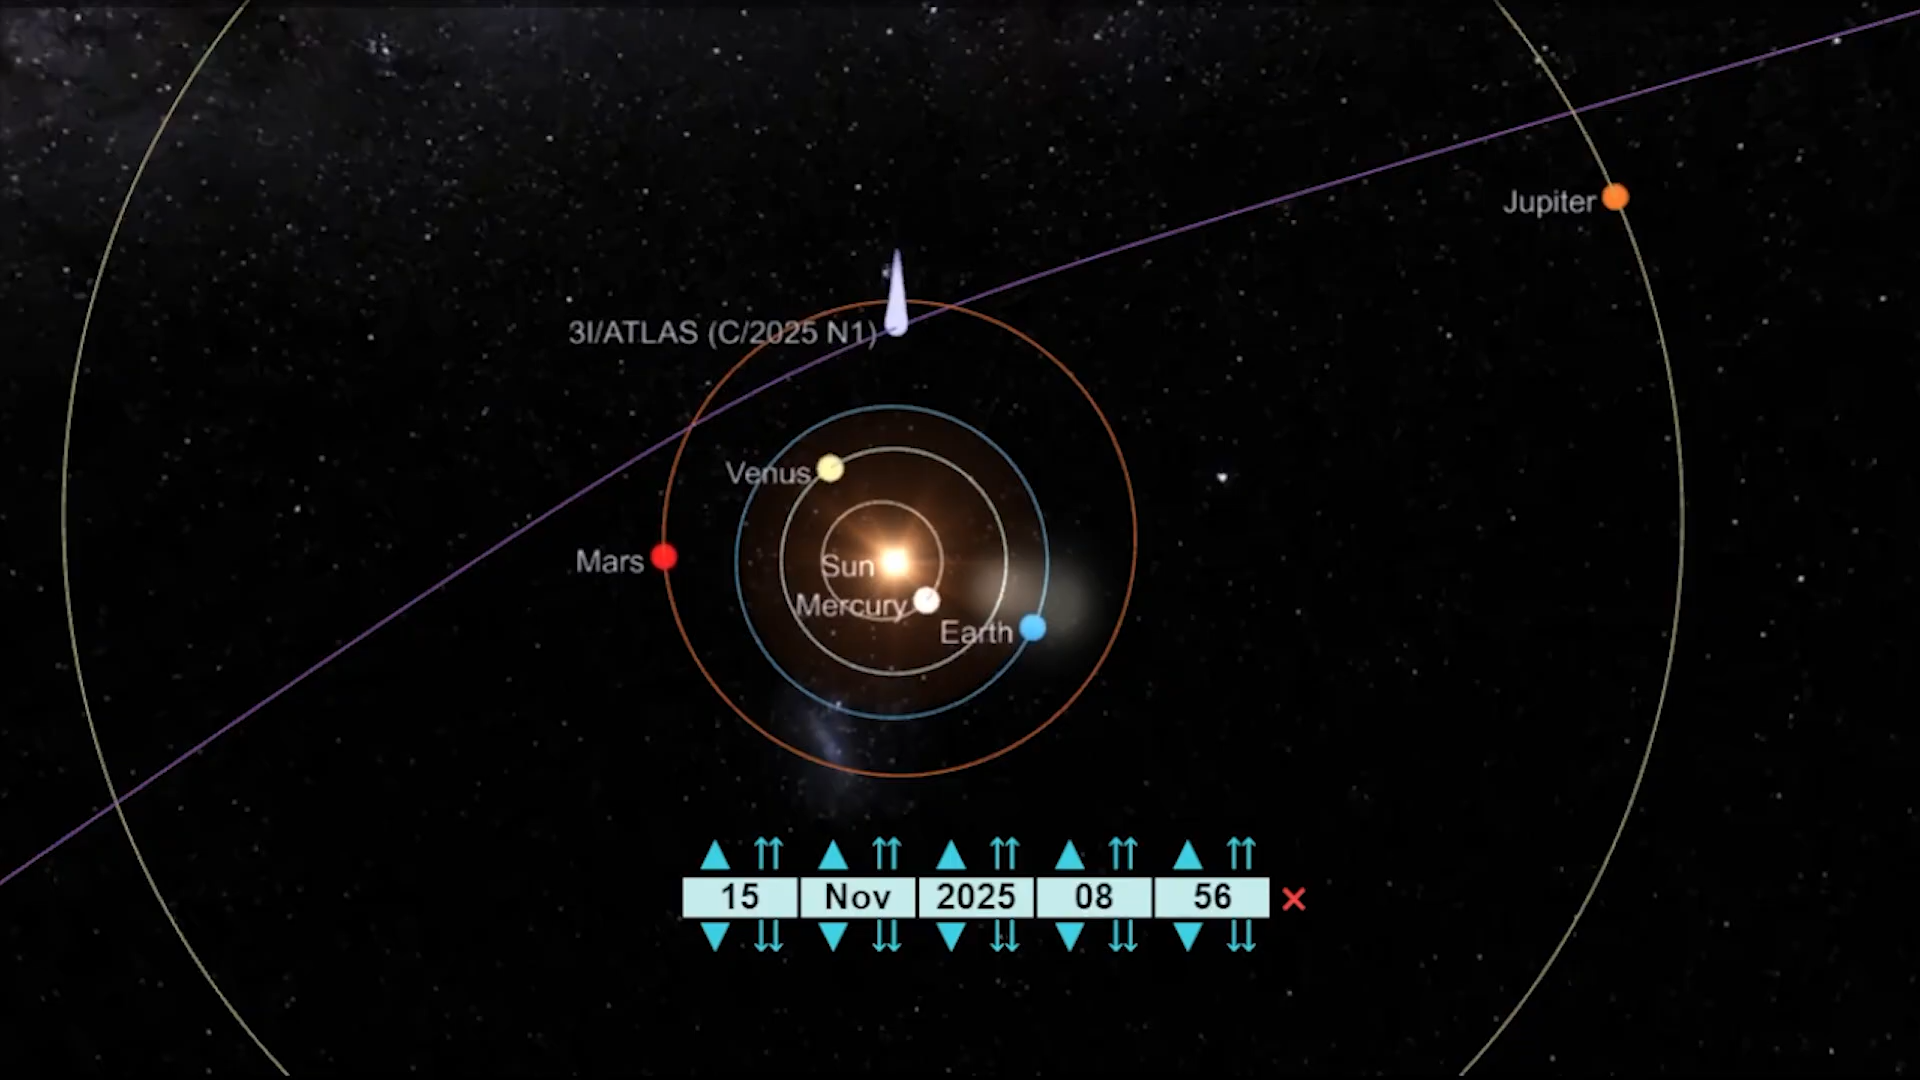 Jupiter
3I/ATLAS (C/2025 N1)
Venus
Mars
Sun
Mercury
Earth
15 Nov 2025 08 56